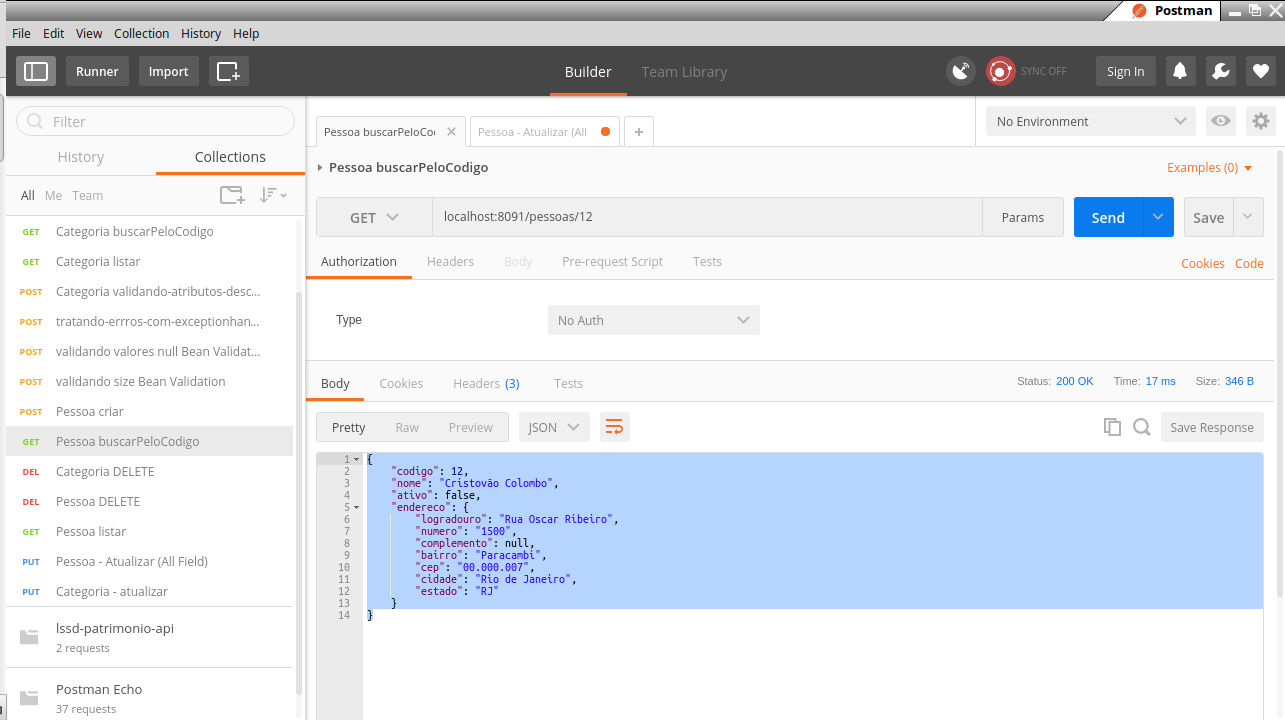 Postman
File Edit View Collection History Help
Runner Import Builder Team Library SYNC OFF Sign In
Filter
History Collections
All Me Team
GET Categoria buscarPeloCodigo
GET Categoria listar
POST Categoria validando-atributos-desc...
POST tratando-errros-com-exceptionhan...
POST validando valores null Bean Validat...
POST validando size Bean Validation
POST Pessoa criar
GET Pessoa buscarPeloCodigo
DEL Categoria DELETE
DEL Pessoa DELETE
GET Pessoa listar
PUT Pessoa - Atualizar (All Field)
PUT Categoria - atualizar
lssd-patrimonio-api
2 requests
Postman Echo
37 requests
Pessoa buscarPeloCo Pessoa - Atualizar (All + No Environment
Pessoa buscarPeloCodigo Examples (0)
GET localhost:8091/pessoas/12 Params Send Save
Authorization Headers Body Pre-request Script Tests Cookies Code
Type No Auth
Body Cookies Headers (3) Tests Status: 200 OK Time: 17 ms Size: 346 B
Pretty Raw Preview JSON Save Response
1 {
2 "codigo": 12,
3 "nome": "Cristovão Colombo",
4 "ativo": false,
5 "endereco": {
6 "logradouro": "Rua Oscar Ribeiro",
7 "numero": "1500",
8 "complemento": null,
9 "bairro": "Paracambi",
10 "cep": "00.000.007",
11 "cidade": "Rio de Janeiro",
12 "estado": "RJ"
13 }
14 }